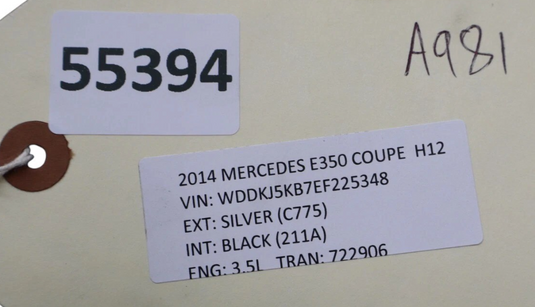 55394
A981
2014 MERCEDES E350 COUPE H12
VIN: WDDKJ5KB7EF225348
EXT: SILVER (C775)
INT: BLACK (211A)
ENG: 3.5L TRAN: 722906